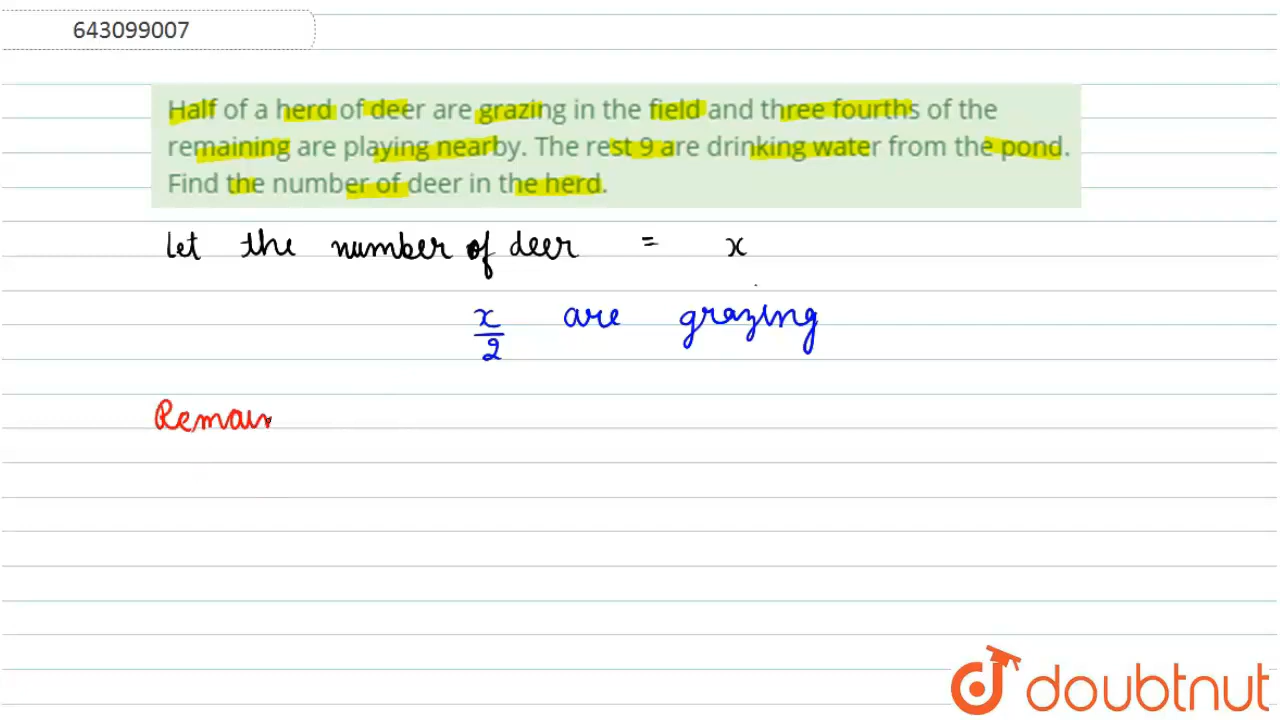 643099007
Half of a herd of deer are grazing in the field and three fourths of the
remaining are playing nearby. The rest 9 are drinking water from the pond.
Find the number of deer in the herd.
Let the number of deer = x
x/2 are grazing
Remain
doubtnut